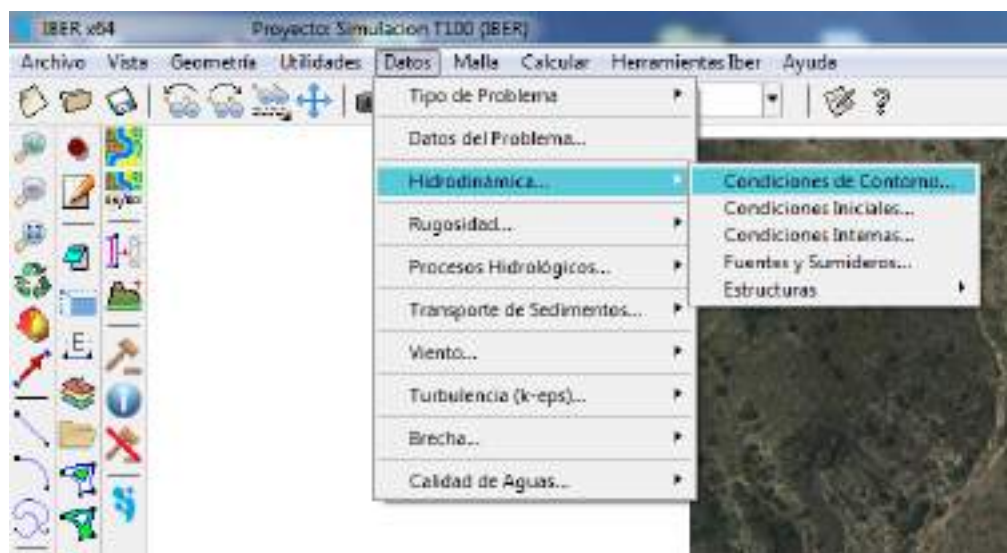 IBER x64 Proyecto: Simulacion T100 (IBER)
Archivo Vista Geometría Utilidades Datos Malla Calcular Herramientas Iber Ayuda
Tipo de Problema
Datos del Problema...
Hidrodinámica...
Condiciones de Contorno...
Condiciones Iniciales...
Condiciones Internas...
Fuentes y Sumideros...
Estructuras
Rugosidad...
Procesos Hidrológicos...
Transporte de Sedimentos...
Viento...
Turbulencia (k-eps)...
Brecha...
Calidad de Aguas...
E